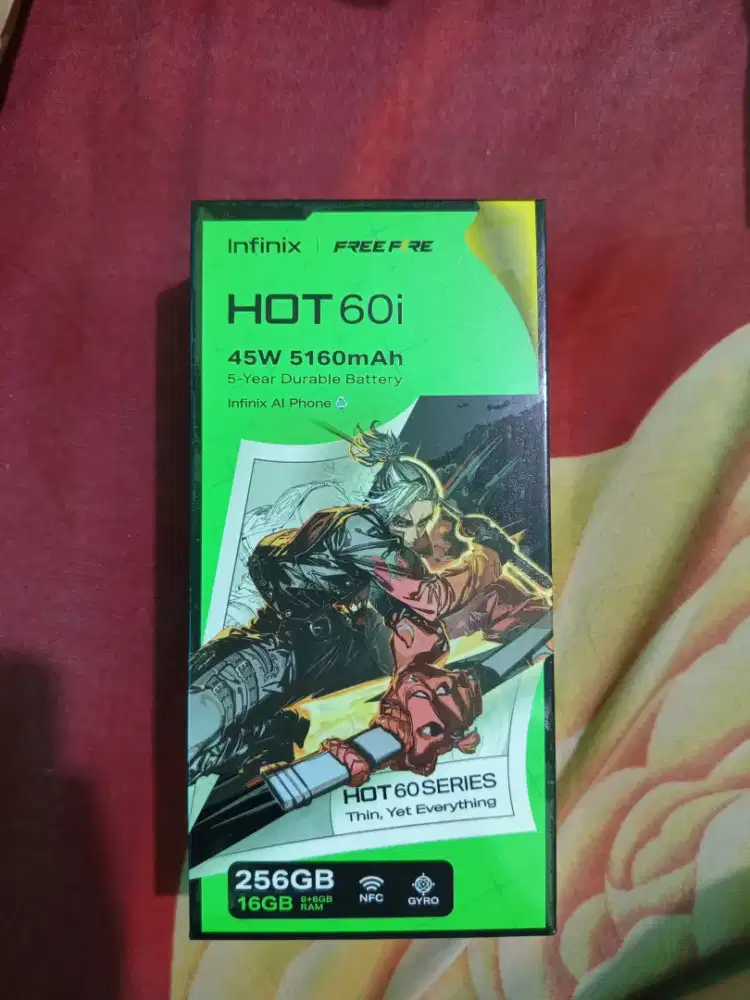 Infinix | FREE FIRE
HOT 60i
45W 5160mAh
5-Year Durable Battery
Infinix AI Phone
HOT 60 SERIES
Thin, Yet Everything
256GB
16GB 8+8GB RAM
NFC
GYRO